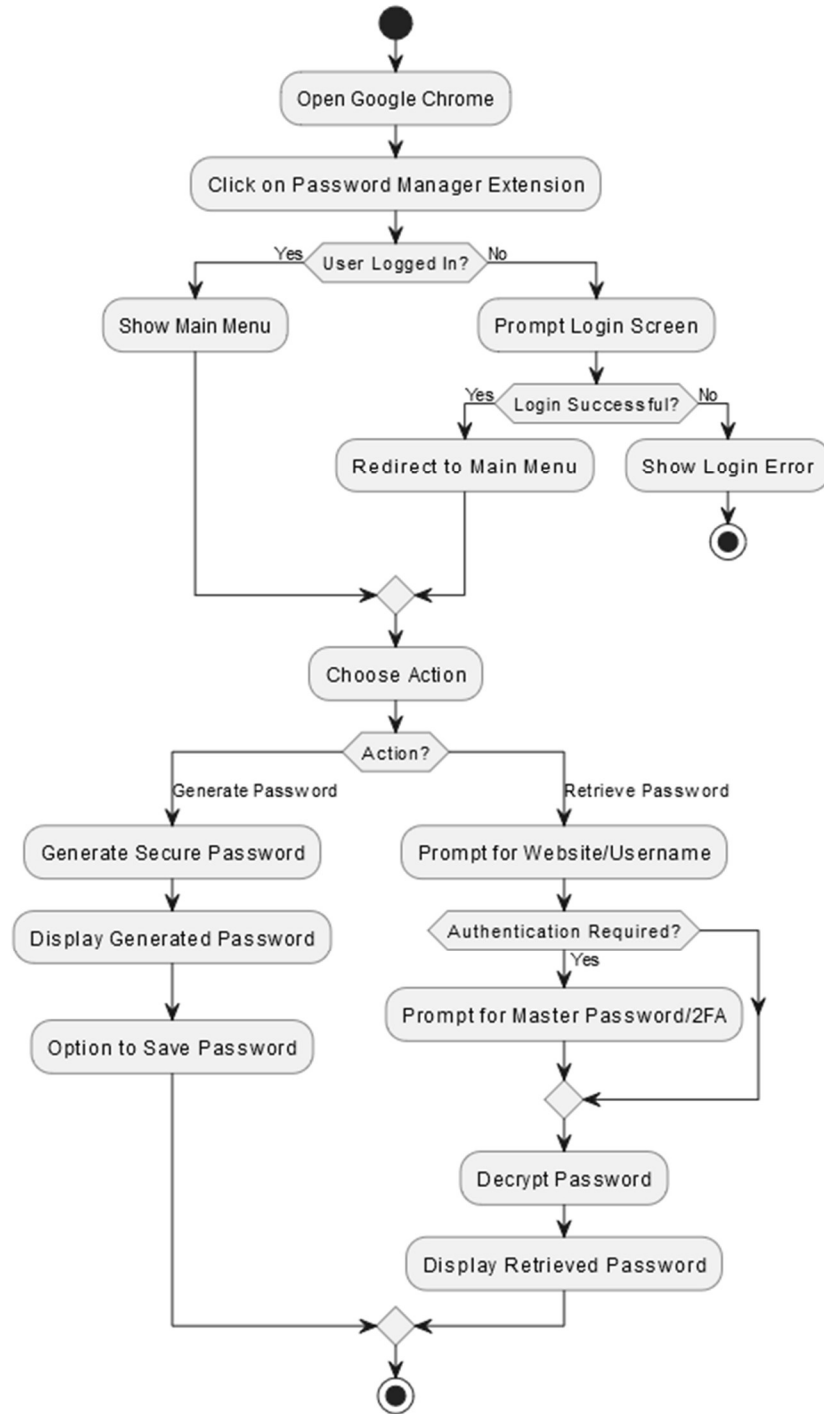 Open Google Chrome
Click on Password Manager Extension
Yes
User Logged In?
No
Show Main Menu
Prompt Login Screen
Yes
Login Successful?
No
Redirect to Main Menu
Show Login Error
Choose Action
Action?
Generate Password
Retrieve Password
Generate Secure Password
Prompt for Website/Username
Display Generated Password
Authentication Required?
Yes
Prompt for Master Password/2FA
Option to Save Password
Decrypt Password
Display Retrieved Password